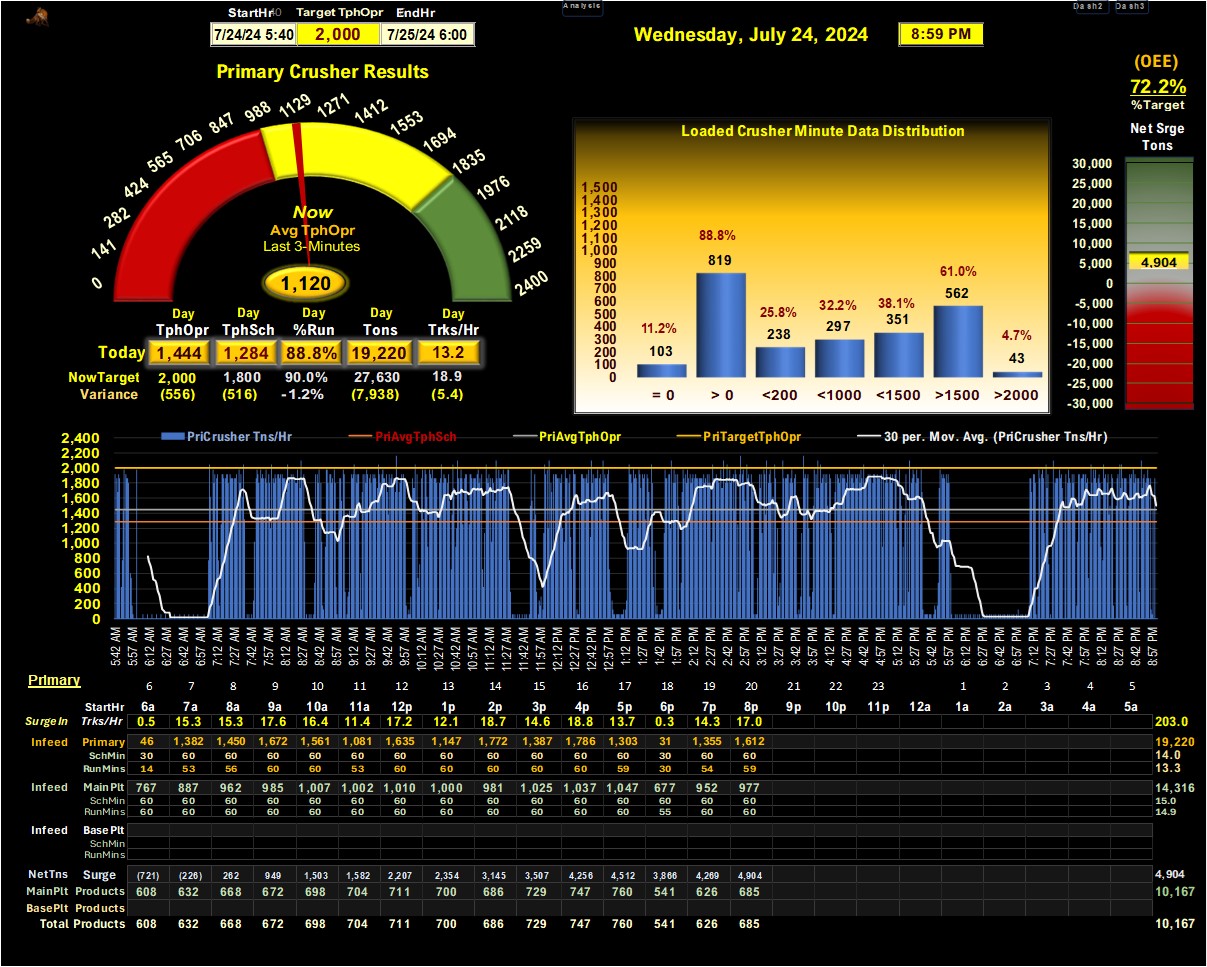 Analysis
Dash2 Dash3
StartHr Target TphOpr EndHr
7/24/24 5:40 2,000 7/25/24 6:00
Wednesday, July 24, 2024 8:59 PM
(OEE)
72.2%
%Target
Primary Crusher Results
0 141 282 424 565 706 847 988 1129 1271 1412 1553 1694 1835 1976 2118 2259 2400
Now
Avg TphOpr
Last 3-Minutes
1,120
Day Day Day Day Day
TphOpr TphSch %Run Tons Trks/Hr
Today 1,444 1,284 88.8% 19,220 13.2
NowTarget 2,000 1,800 90.0% 27,630 18.9
Variance (556) (516) -1.2% (7,938) (5.4)
Loaded Crusher Minute Data Distribution
1,500
1,400
1,300
1,200
1,100
1,000
900
800
700
600
500
400
300
200
100
0
11.2% 88.8% 25.8% 32.2% 38.1% 61.0% 4.7%
103 819 238 297 351 562 43
= 0 > 0 <200 <1000 <1500 >1500 >2000
Net Srge
Tons
30,000
25,000
20,000
15,000
10,000
5,000
0
-5,000
-10,000
-15,000
-20,000
-25,000
-30,000
4,904
PriCrusher Tns/Hr PriAvgTphSch PriAvgTphOpr PriTargetTphOpr 30 per. Mov. Avg. (PriCrusher Tns/Hr)
2,400
2,200
2,000
1,800
1,600
1,400
1,200
1,000
800
600
400
200
0
5:42 AM 5:57 AM 6:12 AM 6:27 AM 6:42 AM 6:57 AM 7:12 AM 7:27 AM 7:42 AM 7:57 AM 8:12 AM 8:27 AM 8:42 AM 8:57 AM 9:12 AM 9:27 AM 9:42 AM 9:57 AM 10:12 AM 10:27 AM 10:42 AM 10:57 AM 11:12 AM 11:27 AM 11:42 AM 11:57 AM 12:12 PM 12:27 PM 12:42 PM 12:57 PM 1:12 PM 1:27 PM 1:42 PM 1:57 PM 2:12 PM 2:27 PM 2:42 PM 2:57 PM 3:12 PM 3:27 PM 3:42 PM 3:57 PM 4:12 PM 4:27 PM 4:42 PM 4:57 PM 5:12 PM 5:27 PM 5:42 PM 5:57 PM 6:12 PM 6:27 PM 6:42 PM 6:57 PM 7:12 PM 7:27 PM 7:42 PM 7:57 PM 8:12 PM 8:27 PM 8:42 PM 8:57 PM
Primary
6 7 8 9 10 11 12 13 14 15 16 17 18 19 20 21 22 23 1 2 3 4 5
StartHr 6a 7a 8a 9a 10a 11a 12p 1p 2p 3p 4p 5p 6p 7p 8p 9p 10p 11p 12a 1a 2a 3a 4a 5a
SurgeIn Trks/Hr 0.5 15.3 15.3 17.6 16.4 11.4 17.2 12.1 18.7 14.6 18.8 13.7 0.3 14.3 17.0 203.0
Infeed Primary 46 1,382 1,450 1,672 1,561 1,081 1,635 1,147 1,772 1,387 1,786 1,303 31 1,355 1,612 19,220
SchMin 30 60 60 60 60 60 60 60 60 60 60 60 30 60 60 14.0
RunMins 14 53 56 60 60 53 60 60 60 60 60 59 30 54 59 13.3
Infeed MainPlt 767 887 962 985 1,007 1,002 1,010 1,000 981 1,025 1,037 1,047 677 952 977 14,316
SchMin 60 60 60 60 60 60 60 60 60 60 60 60 60 60 60 15.0
RunMins 60 60 60 60 60 60 60 60 60 60 60 60 55 60 60 14.9
Infeed Base Plt
SchMin
RunMins
NetTns Surge (721) (226) 262 949 1,503 1,582 2,207 2,354 3,145 3,507 4,256 4,512 3,866 4,269 4,904 4,904
MainPlt Products 608 632 668 672 698 704 711 700 686 729 747 760 541 626 685 10,167
BasePlt Products
Total Products 608 632 668 672 698 704 711 700 686 729 747 760 541 626 685 10,167